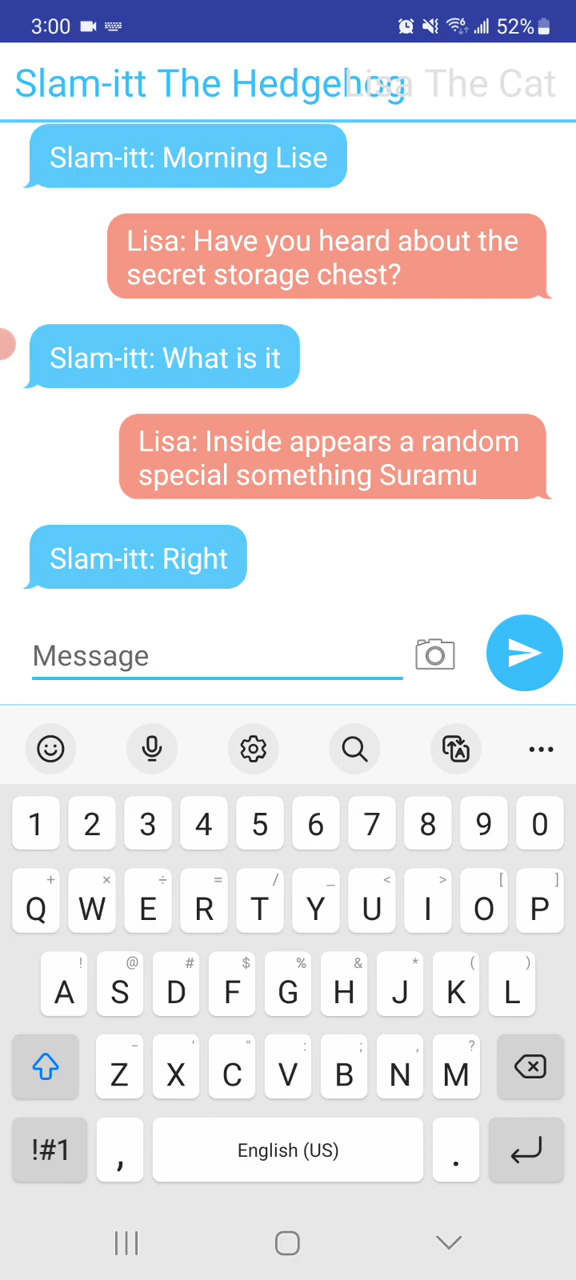 3:00 52%
Slam-itt The Hedgehog Lisa The Cat
Slam-itt: Morning Lise
Lisa: Have you heard about the
secret storage chest?
Slam-itt: What is it
Lisa: Inside appears a random
special something Suramu
Slam-itt: Right
Message
1 2 3 4 5 6 7 8 9 0
+ × ÷ = / _ < > [ ]
Q W E R T Y U I O P
! @ # $ % & * ( )
A S D F G H J K L
- ' " : ; , ?
Z X C V B N M
!#1 , English (US) .